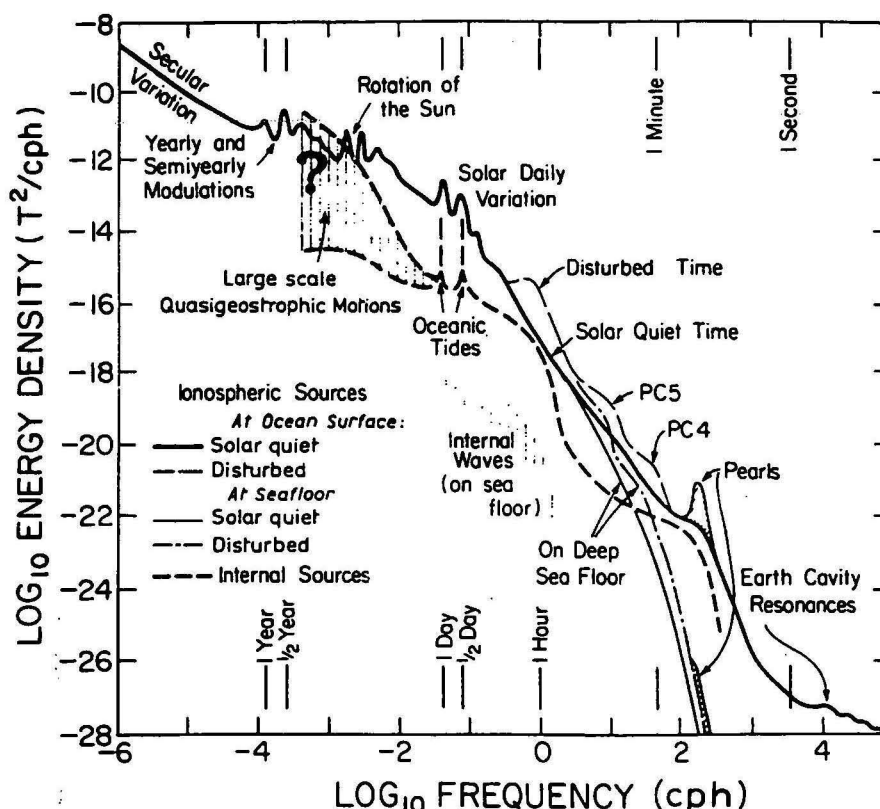 -8
-10
-12
-14
-16
-18
-20
-22
-24
-26
-28
LOG10 ENERGY DENSITY (T2/cph)
Secular
Variation
Yearly and
Semiyearly
Modulations
?
Rotation of
the Sun
1 Minute
1 Second
Solar Daily
Variation
Large scale
Quasigeostrophic Motions
Oceanic
Tides
Disturbed Time
Solar Quiet Time
PC5
PC4
Pearls
Ionospheric Sources
At Ocean Surface:
Solar quiet
Disturbed
At Seafloor
Solar quiet
Disturbed
Internal Sources
Internal
Waves
(on sea
floor)
On Deep
Sea Floor
Earth Cavity
Resonances
1 Year
1/2 Year
1 Day
1/2 Day
1 Hour
-6
-4
-2
0
2
4
LOG10 FREQUENCY (cph)